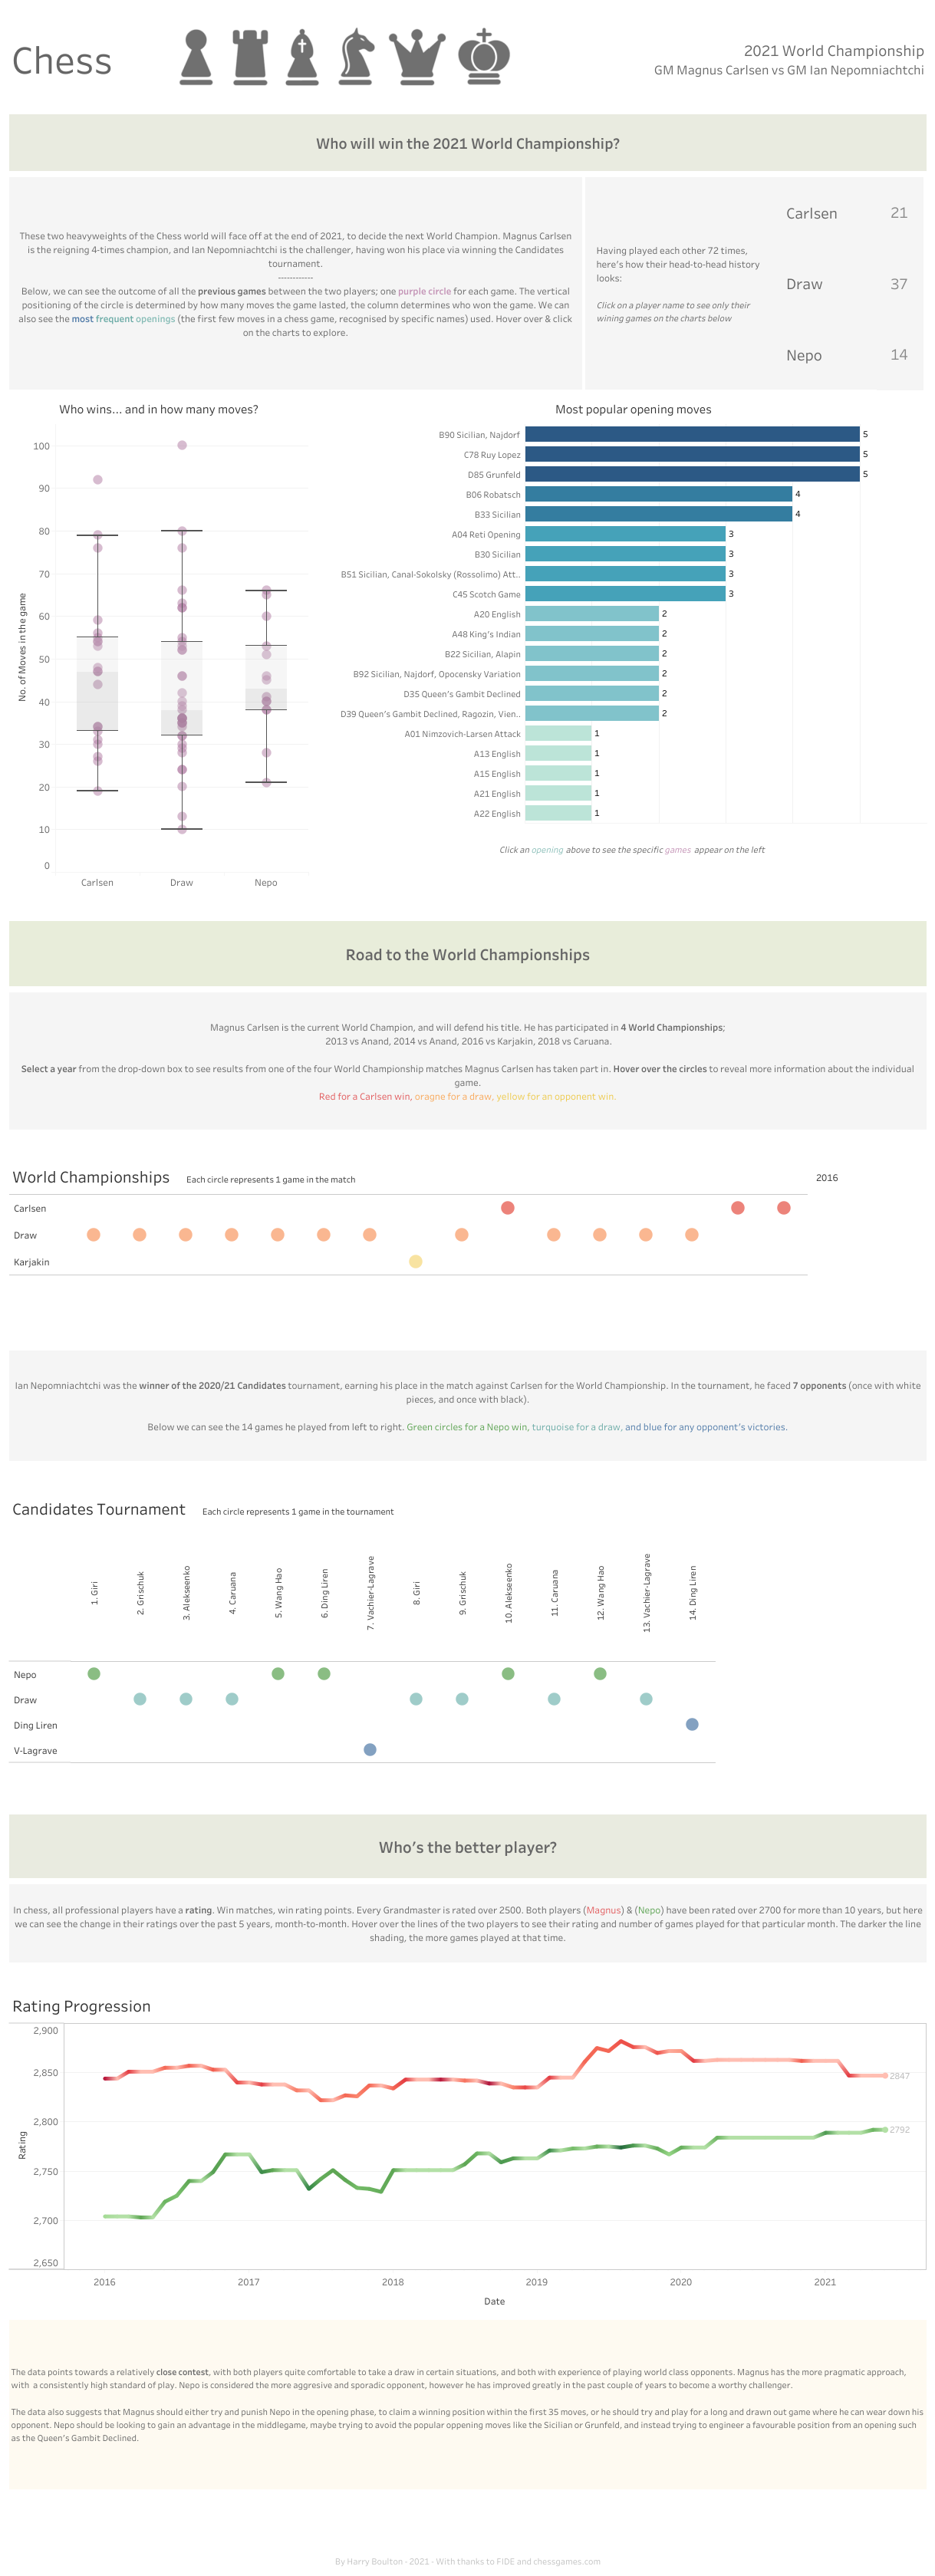 Chess
2021 World Championship
GM Magnus Carlsen vs GM Ian Nepomniachtchi
Who will win the 2021 World Championship?
These two heavyweights of the Chess world will face off at the end of 2021, to decide the next World Champion. Magnus Carlsen
is the reigning 4-times champion, and Ian Nepomniachtchi is the challenger, having won his place via winning the Candidates
tournament.
------------
Below, we can see the outcome of all the previous games between the two players; one purple circle for each game. The vertical
positioning of the circle is determined by how many moves the game lasted, the column determines who won the game. We can
also see the most frequent openings (the first few moves in a chess game, recognised by specific names) used. Hover over & click
on the charts to explore.
Having played each other 72 times,
here's how their head-to-head history
looks:
Click on a player name to see only their
wining games on the charts below
Carlsen 21
Draw 37
Nepo 14
Who wins... and in how many moves?
No. of Moves in the game
100
90
80
70
60
50
40
30
20
10
0
Carlsen Draw Nepo
Most popular opening moves
B90 Sicilian, Najdorf 5
C78 Ruy Lopez 5
D85 Grunfeld 5
B06 Robatsch 4
B33 Sicilian 4
A04 Reti Opening 3
B30 Sicilian 3
B51 Sicilian, Canal-Sokolsky (Rossolimo) Att.. 3
C45 Scotch Game 3
A20 English 2
A48 King's Indian 2
B22 Sicilian, Alapin 2
B92 Sicilian, Najdorf, Opocensky Variation 2
D35 Queen's Gambit Declined 2
D39 Queen's Gambit Declined, Ragozin, Vien.. 2
A01 Nimzovich-Larsen Attack 1
A13 English 1
A15 English 1
A21 English 1
A22 English 1
Click an opening above to see the specific games appear on the left
Road to the World Championships
Magnus Carlsen is the current World Champion, and will defend his title. He has participated in 4 World Championships;
2013 vs Anand, 2014 vs Anand, 2016 vs Karjakin, 2018 vs Caruana.
Select a year from the drop-down box to see results from one of the four World Championship matches Magnus Carlsen has taken part in. Hover over the circles to reveal more information about the individual
game.
Red for a Carlsen win, oragne for a draw, yellow for an opponent win.
World Championships Each circle represents 1 game in the match
2016
Carlsen
Draw
Karjakin
Ian Nepomniachtchi was the winner of the 2020/21 Candidates tournament, earning his place in the match against Carlsen for the World Championship. In the tournament, he faced 7 opponents (once with white
pieces, and once with black).
Below we can see the 14 games he played from left to right. Green circles for a Nepo win, turquoise for a draw, and blue for any opponent's victories.
Candidates Tournament Each circle represents 1 game in the tournament
1. Giri
2. Grischuk
3. Alekseenko
4. Caruana
5. Wang Hao
6. Ding Liren
7. Vachier-Lagrave
8. Giri
9. Grischuk
10. Alekseenko
11. Caruana
12. Wang Hao
13. Vachier-Lagrave
14. Ding Liren
Nepo
Draw
Ding Liren
V-Lagrave
Who's the better player?
In chess, all professional players have a rating. Win matches, win rating points. Every Grandmaster is rated over 2500. Both players (Magnus) & (Nepo) have been rated over 2700 for more than 10 years, but here
we can see the change in their ratings over the past 5 years, month-to-month. Hover over the lines of the two players to see their rating and number of games played for that particular month. The darker the line
shading, the more games played at that time.
Rating Progression
Rating
2,900
2,850
2,800
2,750
2,700
2,650
2847
2792
2016 2017 2018 2019 2020 2021
Date
The data points towards a relatively close contest, with both players quite comfortable to take a draw in certain situations, and both with experience of playing world class opponents. Magnus has the more pragmatic approach,
with a consistently high standard of play. Nepo is considered the more aggresive and sporadic opponent, however he has improved greatly in the past couple of years to become a worthy challenger.
The data also suggests that Magnus should either try and punish Nepo in the opening phase, to claim a winning position within the first 35 moves, or he should try and play for a long and drawn out game where he can wear down his
opponent. Nepo should be looking to gain an advantage in the middlegame, maybe trying to avoid the popular oppening moves like the Sicilian or Grunfeld, and instead trying to engineer a favourable position from an opening such
as the Queen's Gambit Declined.
By Harry Boulton - 2021 - With thanks to FIDE and chessgames.com